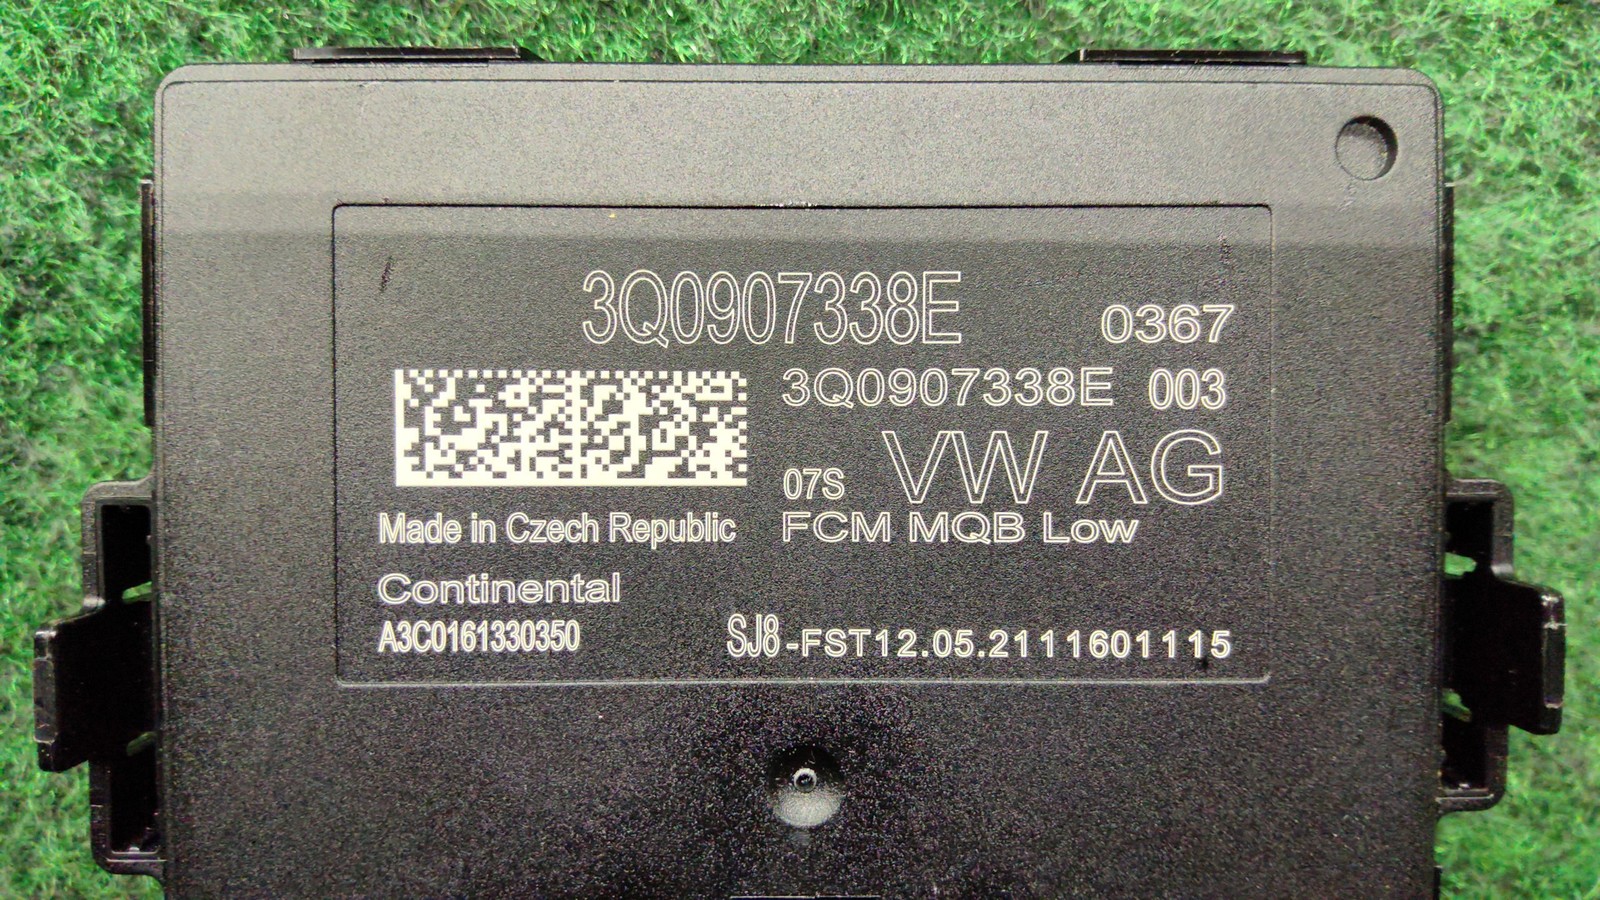 3Q0907338E
0367
3Q0907338E 003
07S VW AG
Made in Czech Republic
FCM MQB Low
Continental
A3C0161330350
SJ8-FST12.05.2111601115